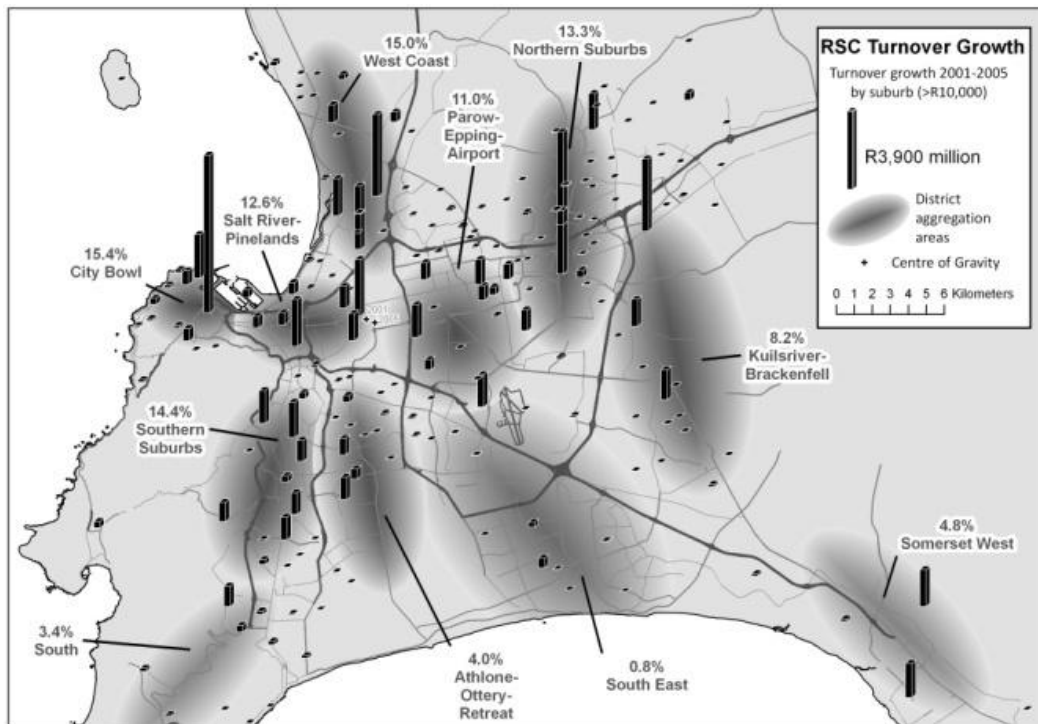 15.0%
West Coast
13.3%
Northern Suburbs
11.0%
Parow-
Epping-
Airport
12.6%
Salt River-
Pinelands
15.4%
City Bowl
14.4%
Southern
Suburbs
8.2%
Kuilsriver-
Brackenfell
4.8%
Somerset West
3.4%
South
4.0%
Athlone-
Ottery-
Retreat
0.8%
South East
2001
RSC Turnover Growth
Turnover growth 2001-2005
by suburb (>R10,000)
R3,900 million
District
aggregation
areas
Centre of Gravity
0 1 2 3 4 5 6 Kilometers